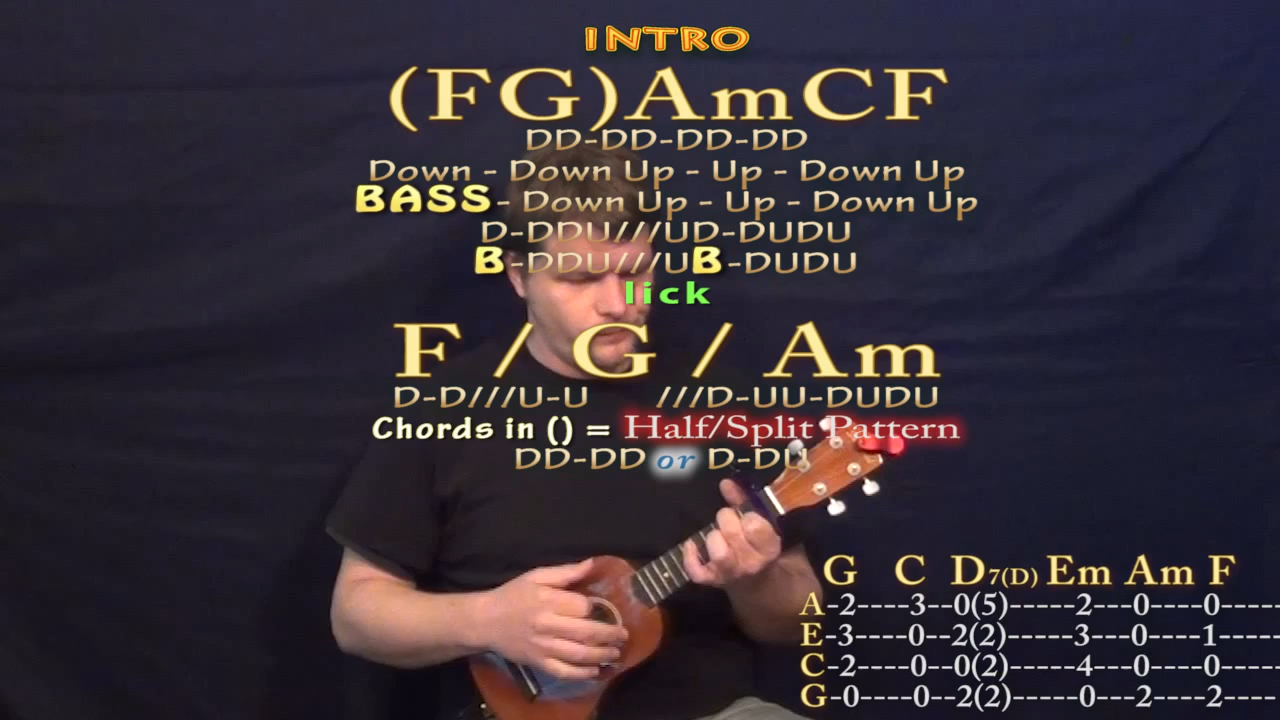 INTRO
(FG)AmCF
DD-DD-DD-DD
Down - Down Up - Up - Down Up
BASS - Down Up - Up - Down Up
D-DDU///UD-DUDU
B-DDU///UB-DUDU
lick
F / G / Am
D-D///U-U ///D-UU-DUDU
Chords in () = Half/Split Pattern
DD-DD or D-DU
G C D7(D) Em Am F
A-2----3--0(5)-----2---0----0-----
E-3----0--2(2)-----3---0----1-----
C-2----0--0(2)-----4---0----0-----
G-0----0--2(2)-----0---2----2----